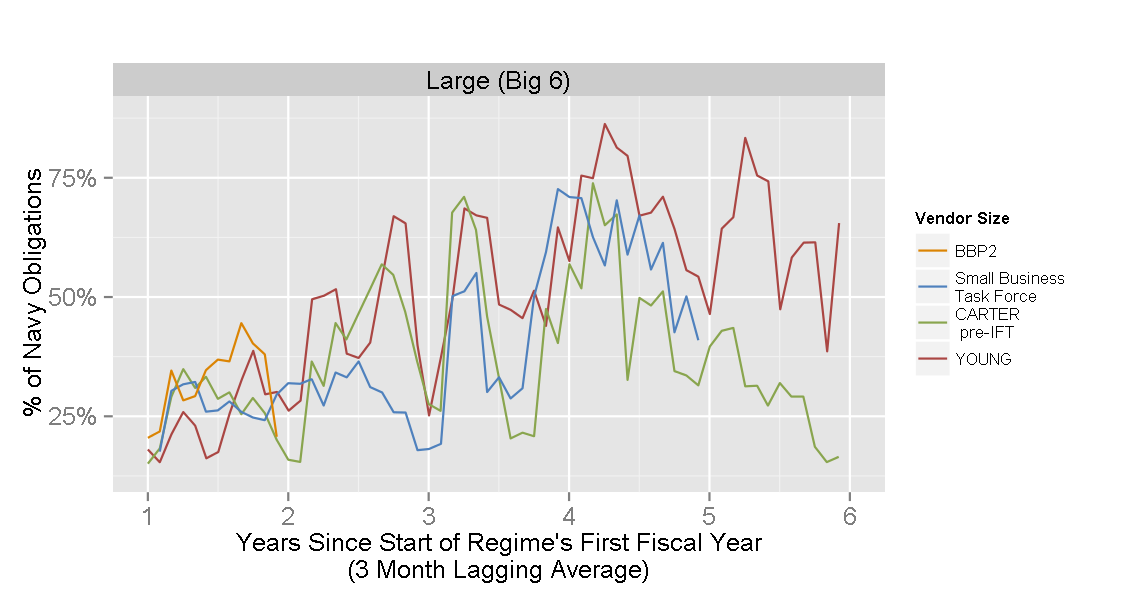 Large (Big 6)
% of Navy Obligations
75%
50%
25%
1 2 3 4 5 6
Years Since Start of Regime's First Fiscal Year
(3 Month Lagging Average)
Vendor Size
BBP2
Small Business
Task Force
CARTER
pre-IFT
YOUNG